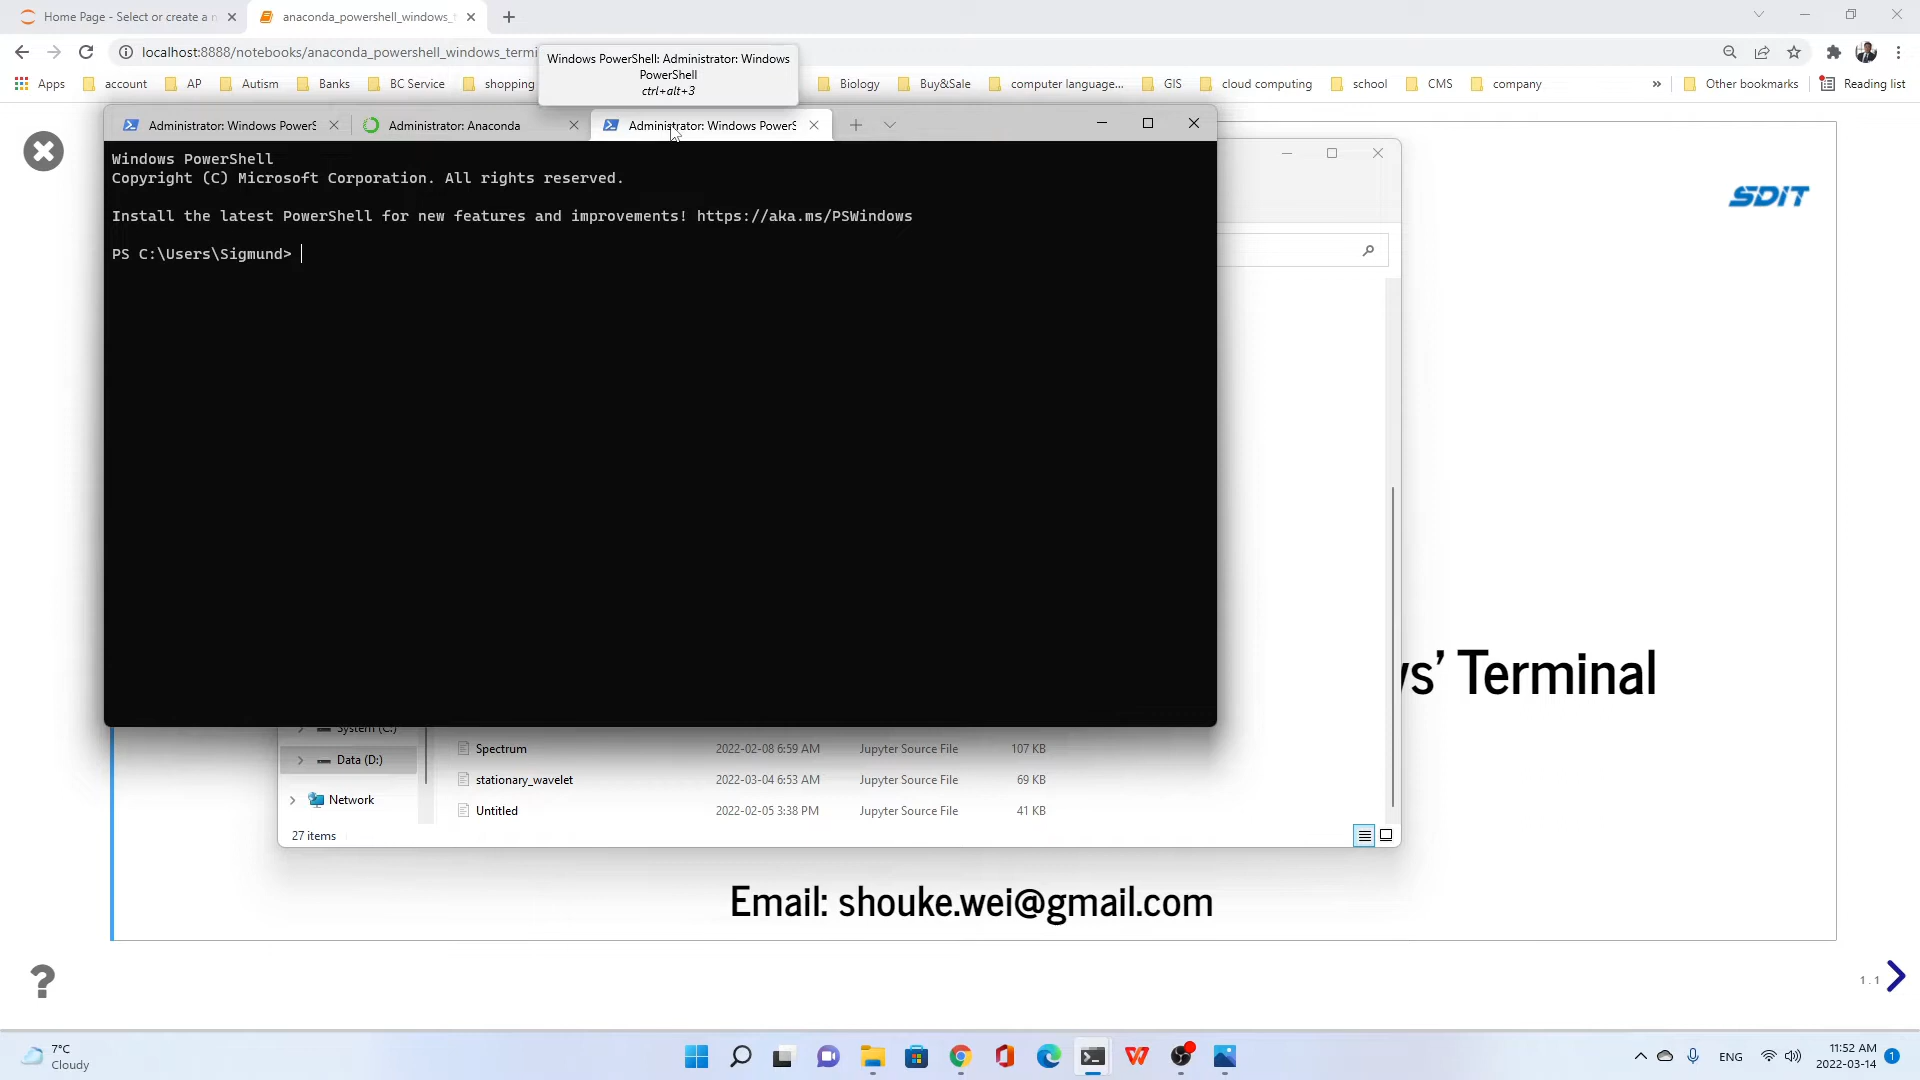 Home Page - Select or create a n
anaconda_powershell_windows_t
localhost:8888/notebooks/anaconda_powershell_windows_termi
Windows PowerShell: Administrator: Windows
PowerShell
ctrl+alt+3
Apps
account
AP
Autism
Banks
BC Service
shopping
Biology
Buy&Sale
computer language...
GIS
cloud computing
school
CMS
company
»
Other bookmarks
Reading list
Administrator: Windows PowerS
Administrator: Anaconda
Administrator: Windows PowerS
Windows PowerShell
Copyright (C) Microsoft Corporation. All rights reserved.
Install the latest PowerShell for new features and improvements! https://aka.ms/PSWindows
PS C:\Users\Sigmund>
SDIT
ws' Terminal
System (C:)
Data (D:)
Network
Spectrum 2022-02-08 6:59 AM Jupyter Source File 107 KB
stationary_wavelet 2022-03-04 6:53 AM Jupyter Source File 69 KB
Untitled 2022-02-05 3:38 PM Jupyter Source File 41 KB
27 items
Email: shouke.wei@gmail.com
?
1 . 1
7°C
Cloudy
ENG
11:52 AM
2022-03-14
1